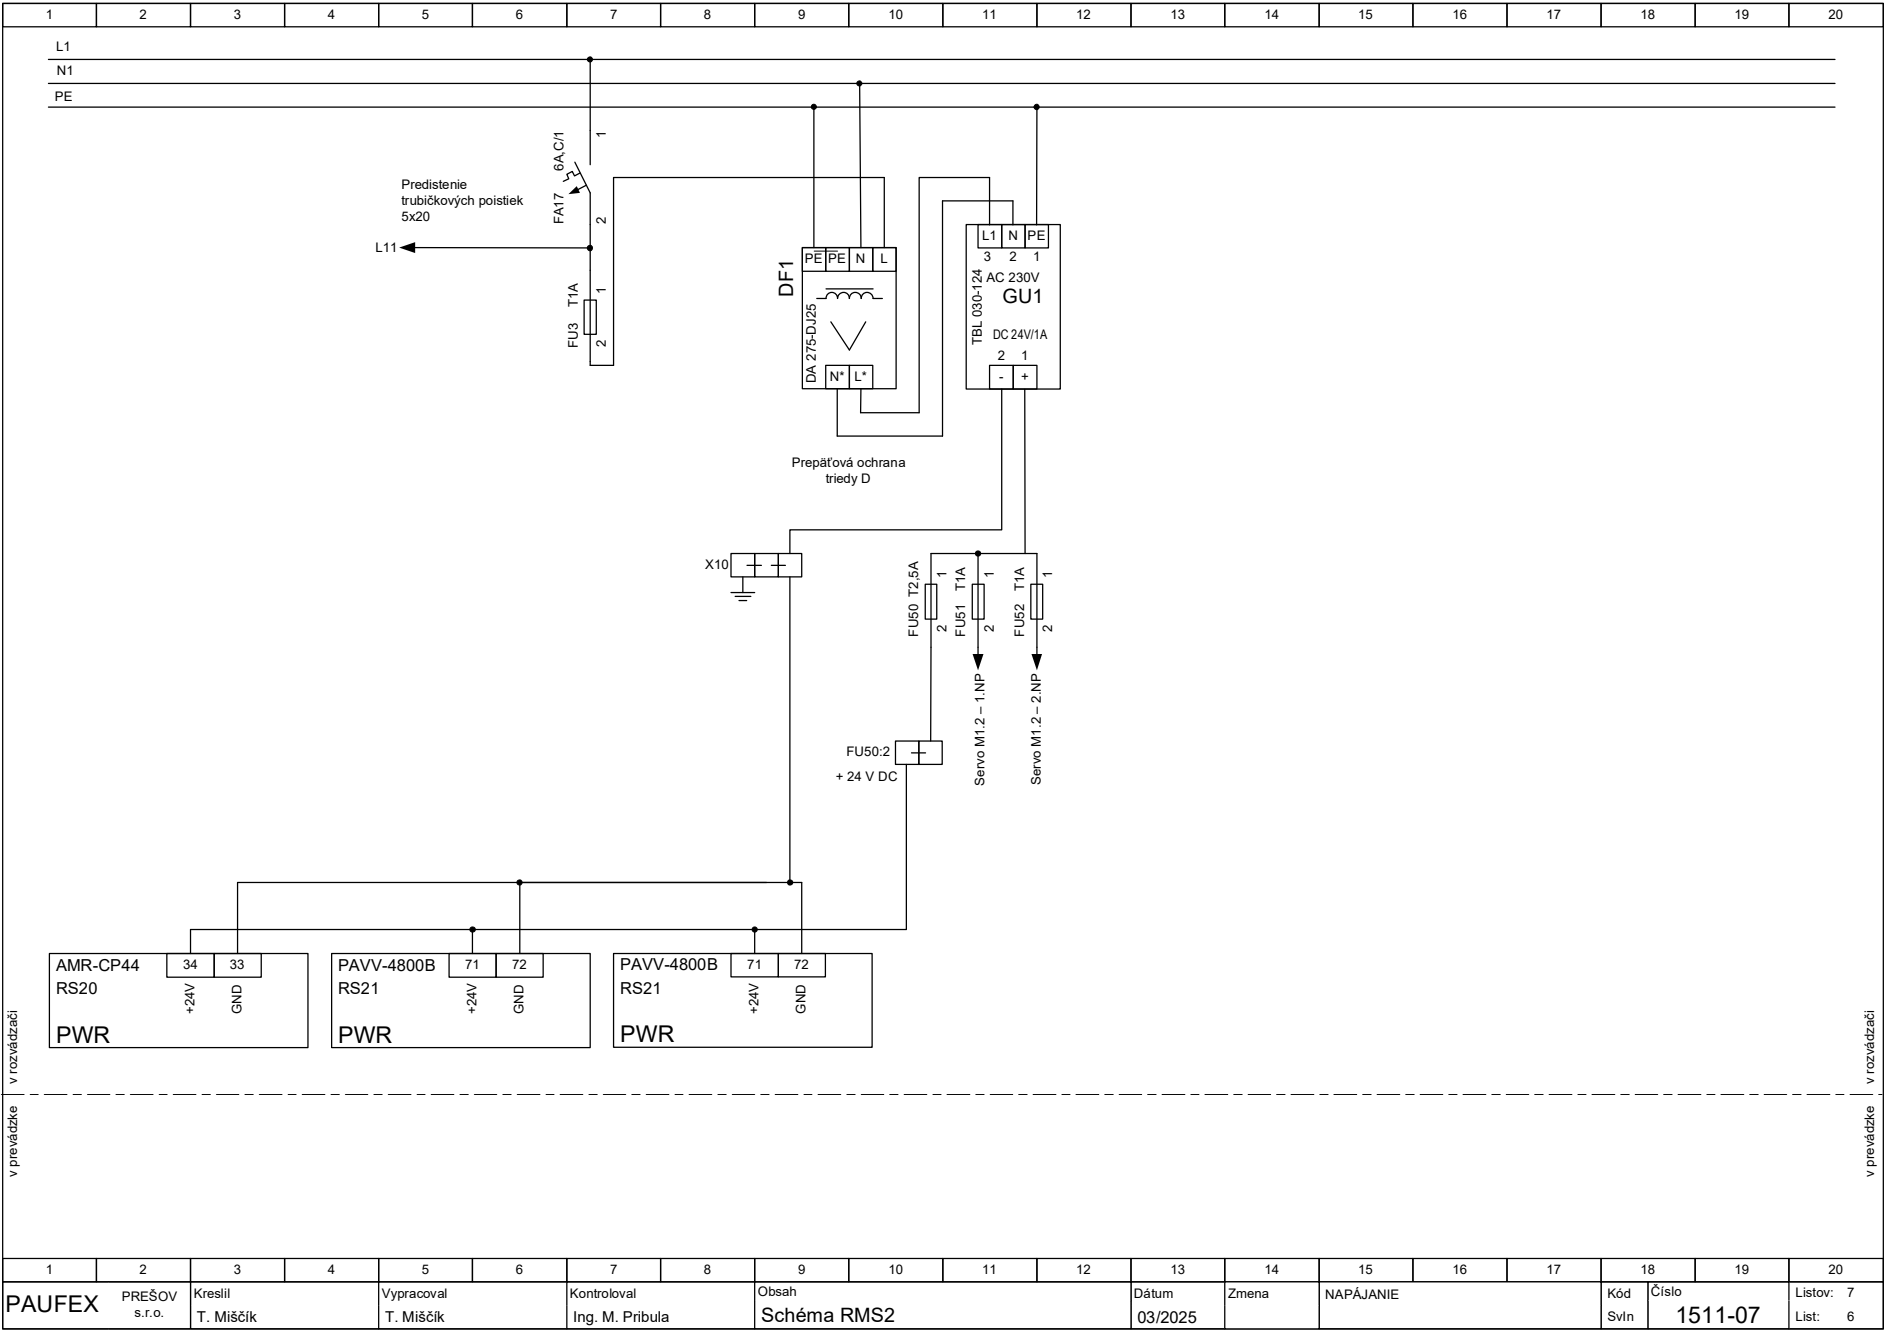 1 2 3 4 5 6 7 8 9 10 11 12 13 14 15 16 17 18 19 20
L1
N1
PE
6A,C/1
FA17
1
2
Predistenie
trubičkových poistiek
5x20
L11
FU3 T1A
1
2
DF1
PE PE N L
DA 275-DJ25
N* L*
Prepäťová ochrana
triedy D
L1 N PE
3 2 1
AC 230V
GU1
TBL 030-124
DC 24V/1A
2 1
- +
X10
FU50 T2,5A
1
2
FU51 T1A
1
2
FU52 T1A
1
2
Servo M1.2 – 1.NP
Servo M1.2 – 2.NP
FU50:2
+ 24 V DC
AMR-CP44
RS20
PWR
34 33
+24V
GND
PAVV-4800B
RS21
PWR
71 72
+24V
GND
PAVV-4800B
RS21
PWR
71 72
+24V
GND
v rozvádzači
v prevádzke
v rozvádzači
v prevádzke
1 2 3 4 5 6 7 8 9 10 11 12 13 14 15 16 17 18 19 20
PAUFEX
PREŠOV
s.r.o.
Kreslil
T. Miščík
Vypracoval
T. Miščík
Kontroloval
Ing. M. Pribula
Obsah
Schéma RMS2
Dátum
03/2025
Zmena
NAPÁJANIE
Kód
SvIn
Číslo
1511-07
Listov: 7
List: 6